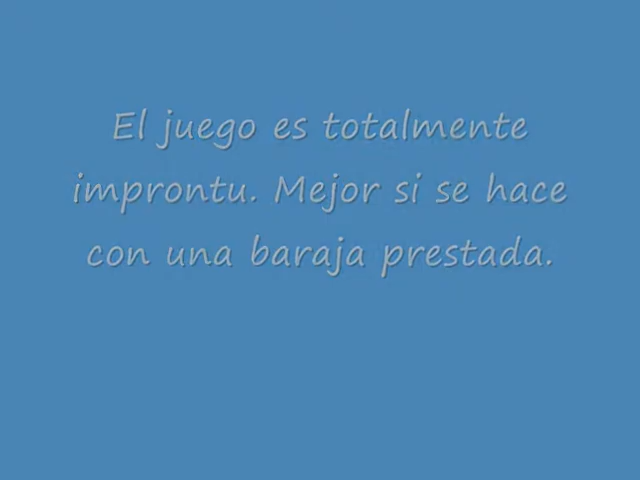 El juego es totalmente
improntu. Mejor si se hace
con una baraja prestada.